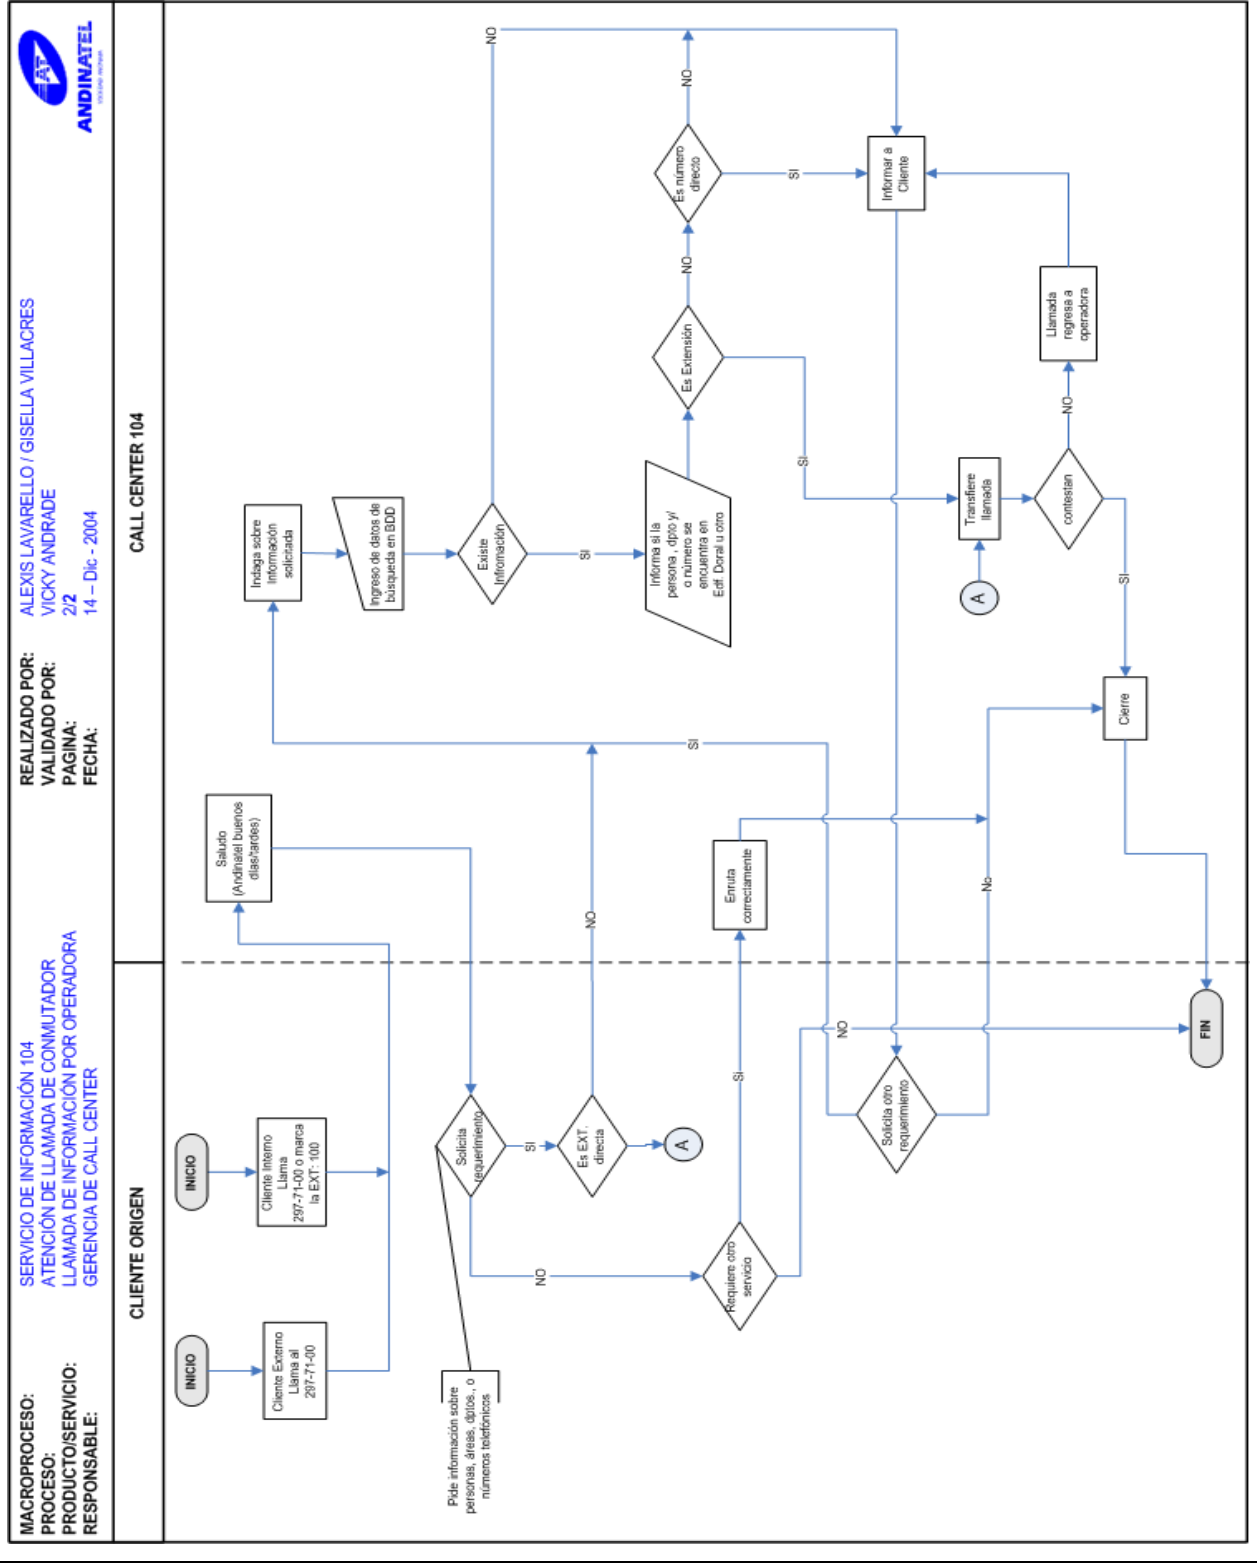 MACROPROCESO: SERVICIO DE INFORMACIÓN 104
PROCESO: ATENCIÓN DE LLAMADA DE CONMUTADOR
PRODUCTO/SERVICIO: LLAMADA DE INFORMACIÓN POR OPERADORA
RESPONSABLE: GERENCIA DE CALL CENTER
REALIZADO POR: ALEXIS LAVARELLO / GISELLA VILLACRES
VALIDADO POR: VICKY ANDRADE
PAGINA: 2/2
FECHA: 14 – Dic - 2004
AT
ANDINATEL
CLIENTE ORIGEN
CALL CENTER 104
INICIO
Cliente Externo
Llama al
297-71-00
INICIO
Cliente Interno
Llama
297-71-00 o marca
la EXT: 100
Saludo
(Andinatel buenos
días/tardes)
Pide información sobre
personas, áreas, dptos., o
números telefónicos
Solicita
requerimiento
SI
NO
Es EXT.
directa
NO
A
Requiere otro
servicio
Si
NO
Enruta
correctamente
Indaga sobre
Información
solicitada
Ingreso de datos de
búsqueda en BDD
Existe
Infromación
NO
SI
Informa si la
persona , dpto y/
o número se
encuentra en
Edf. Doral u otro
Es Extensión
NO
SI
Es número
directo
NO
SI
Informar a
Cliente
Solicita otro
requerimiento
SI
No
A
Transfiere
llamada
contestan
NO
SI
Llamada
regresa a
operadora
Cierre
FIN